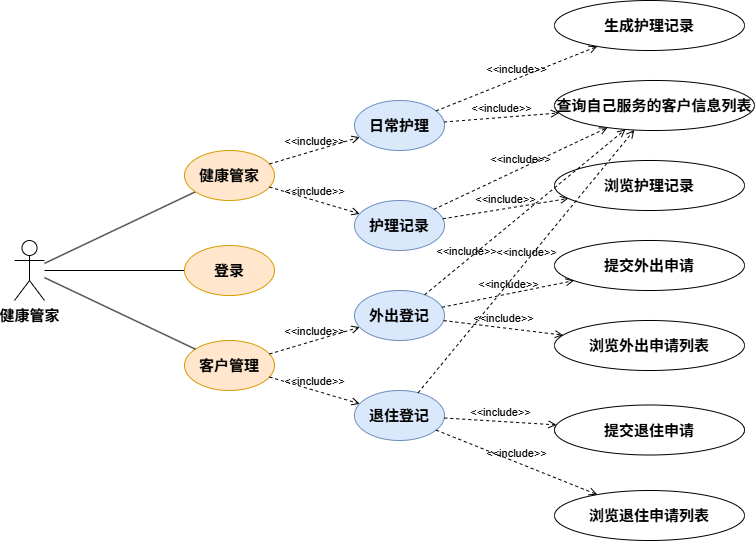 生成护理记录
<<include>>
查询自己服务的客户信息列表
<<include>>
日常护理
<<include>>
健康管家
<<include>>
浏览护理记录
<<include>>
<<include>>
护理记录
登录
<<include>>
<<include>>
提交外出申请
<<include>>
健康管家
外出登记
<<include>>
<<include>>
浏览外出申请列表
客户管理
<<include>>
退住登记
<<include>>
提交退住申请
<<include>>
浏览退住申请列表